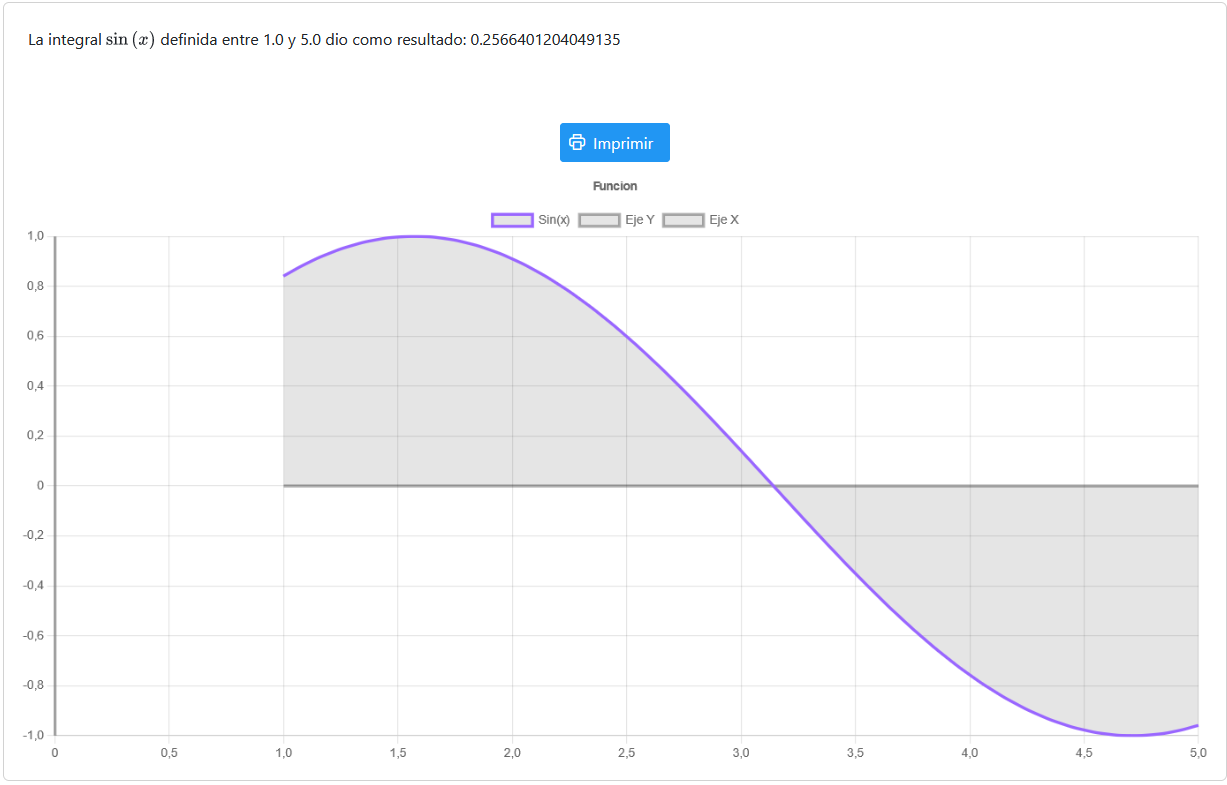 La integral sin (x) definida entre 1.0 y 5.0 dio como resultado: 0.2566401204049135
Imprimir
Funcion
Sin(x) Eje Y Eje X
1,0
0,8
0,6
0,4
0,2
0
-0,2
-0,4
-0,6
-0,8
-1,0
0 0,5 1,0 1,5 2,0 2,5 3,0 3,5 4,0 4,5 5,0